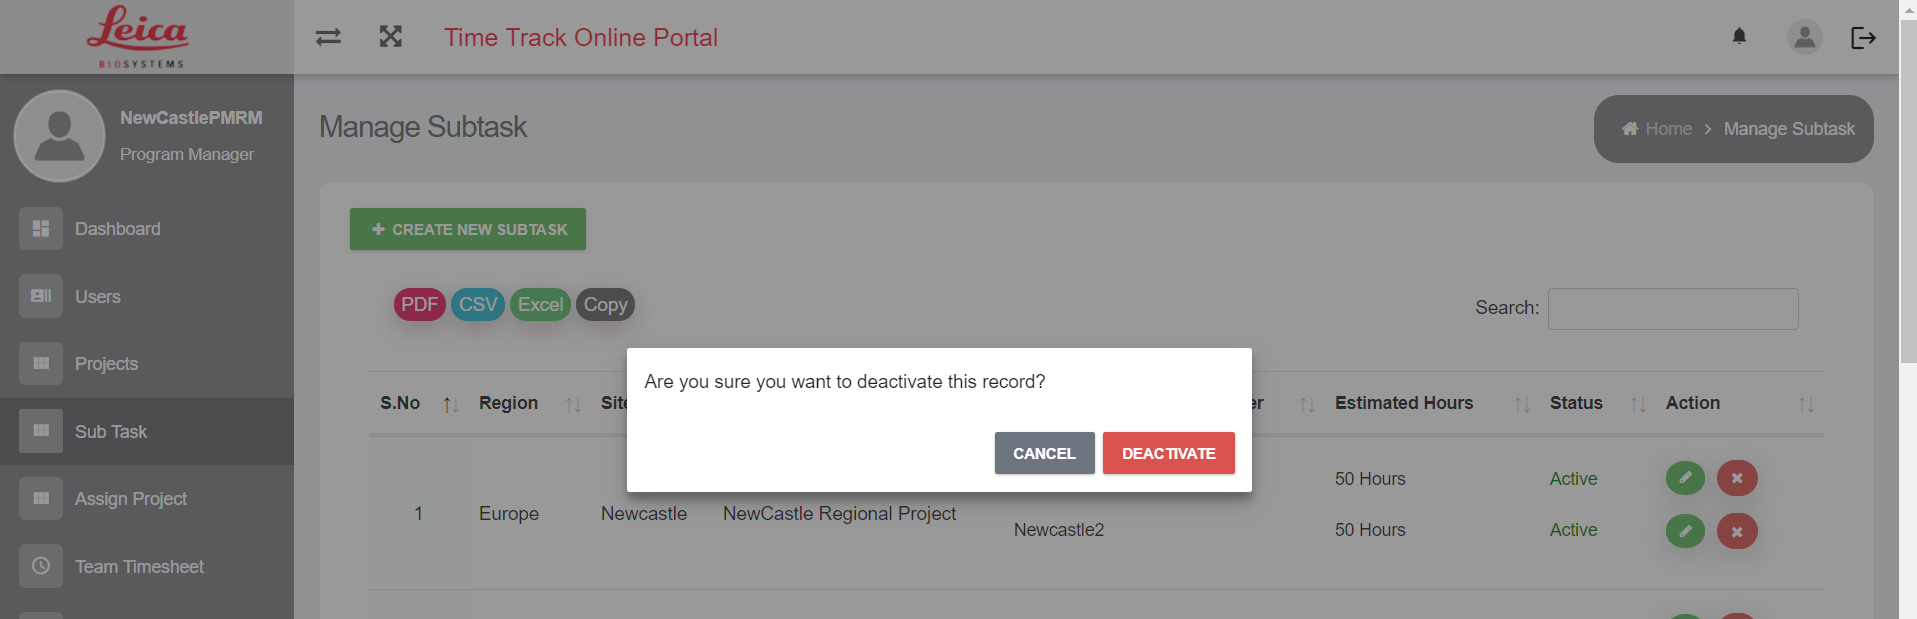 Leica
BIOSYSTEMS
Time Track Online Portal
NewCastlePMRM
Program Manager
Dashboard
Users
Projects
Sub Task
Assign Project
Team Timesheet
Manage Subtask
Home > Manage Subtask
+ CREATE NEW SUBTASK
PDF CSV Excel Copy
Search:
Are you sure you want to deactivate this record?
CANCEL DEACTIVATE
S.No Region Site er Estimated Hours Status Action
50 Hours Active
1 Europe Newcastle NewCastle Regional Project
Newcastle2 50 Hours Active